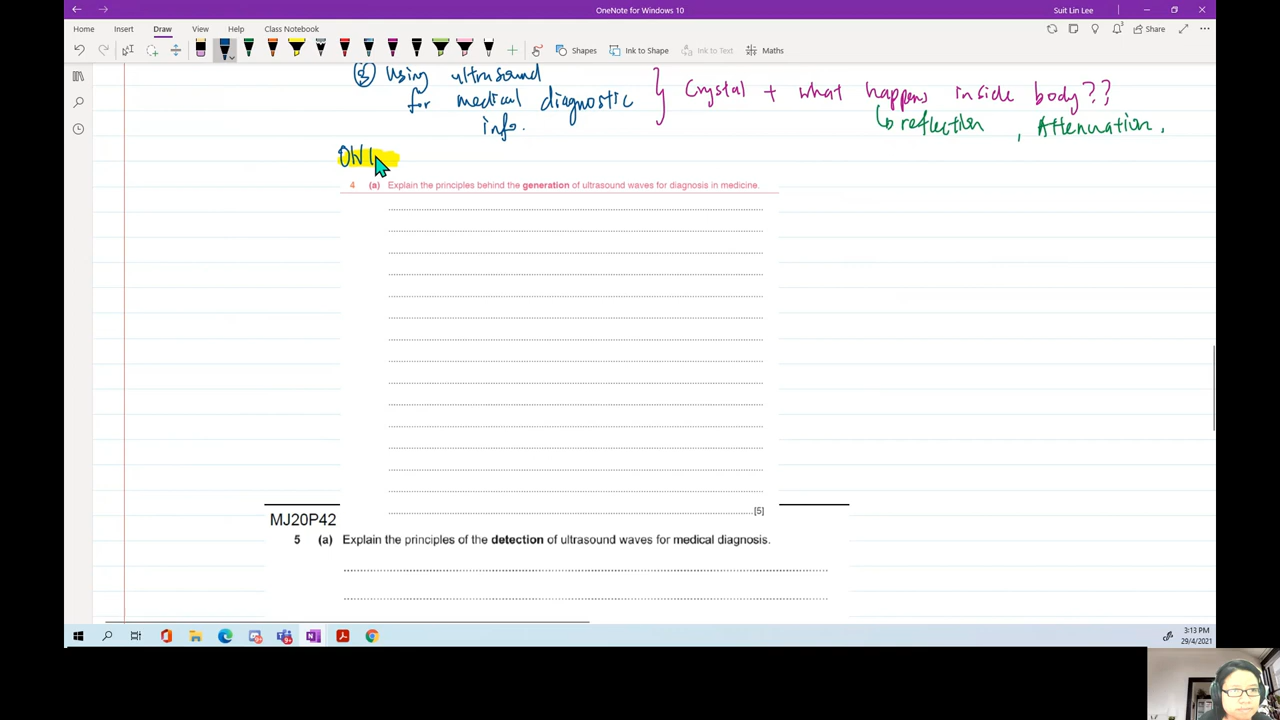 OneNote for Windows 10
Suit Lin Lee
Home Insert Draw View Help Class Notebook
Share
Shapes Ink to Shape Ink to Text Maths
③ Using ultrasound
for medical diagnostic
info.
Crystal + what happens inside body??
↳ reflection , Attenuation.
4 (a) Explain the principles behind the generation of ultrasound waves for diagnosis in medicine.
[5]
MJ20P42
5 (a) Explain the principles of the detection of ultrasound waves for medical diagnosis.
3:13 PM
29/4/2021